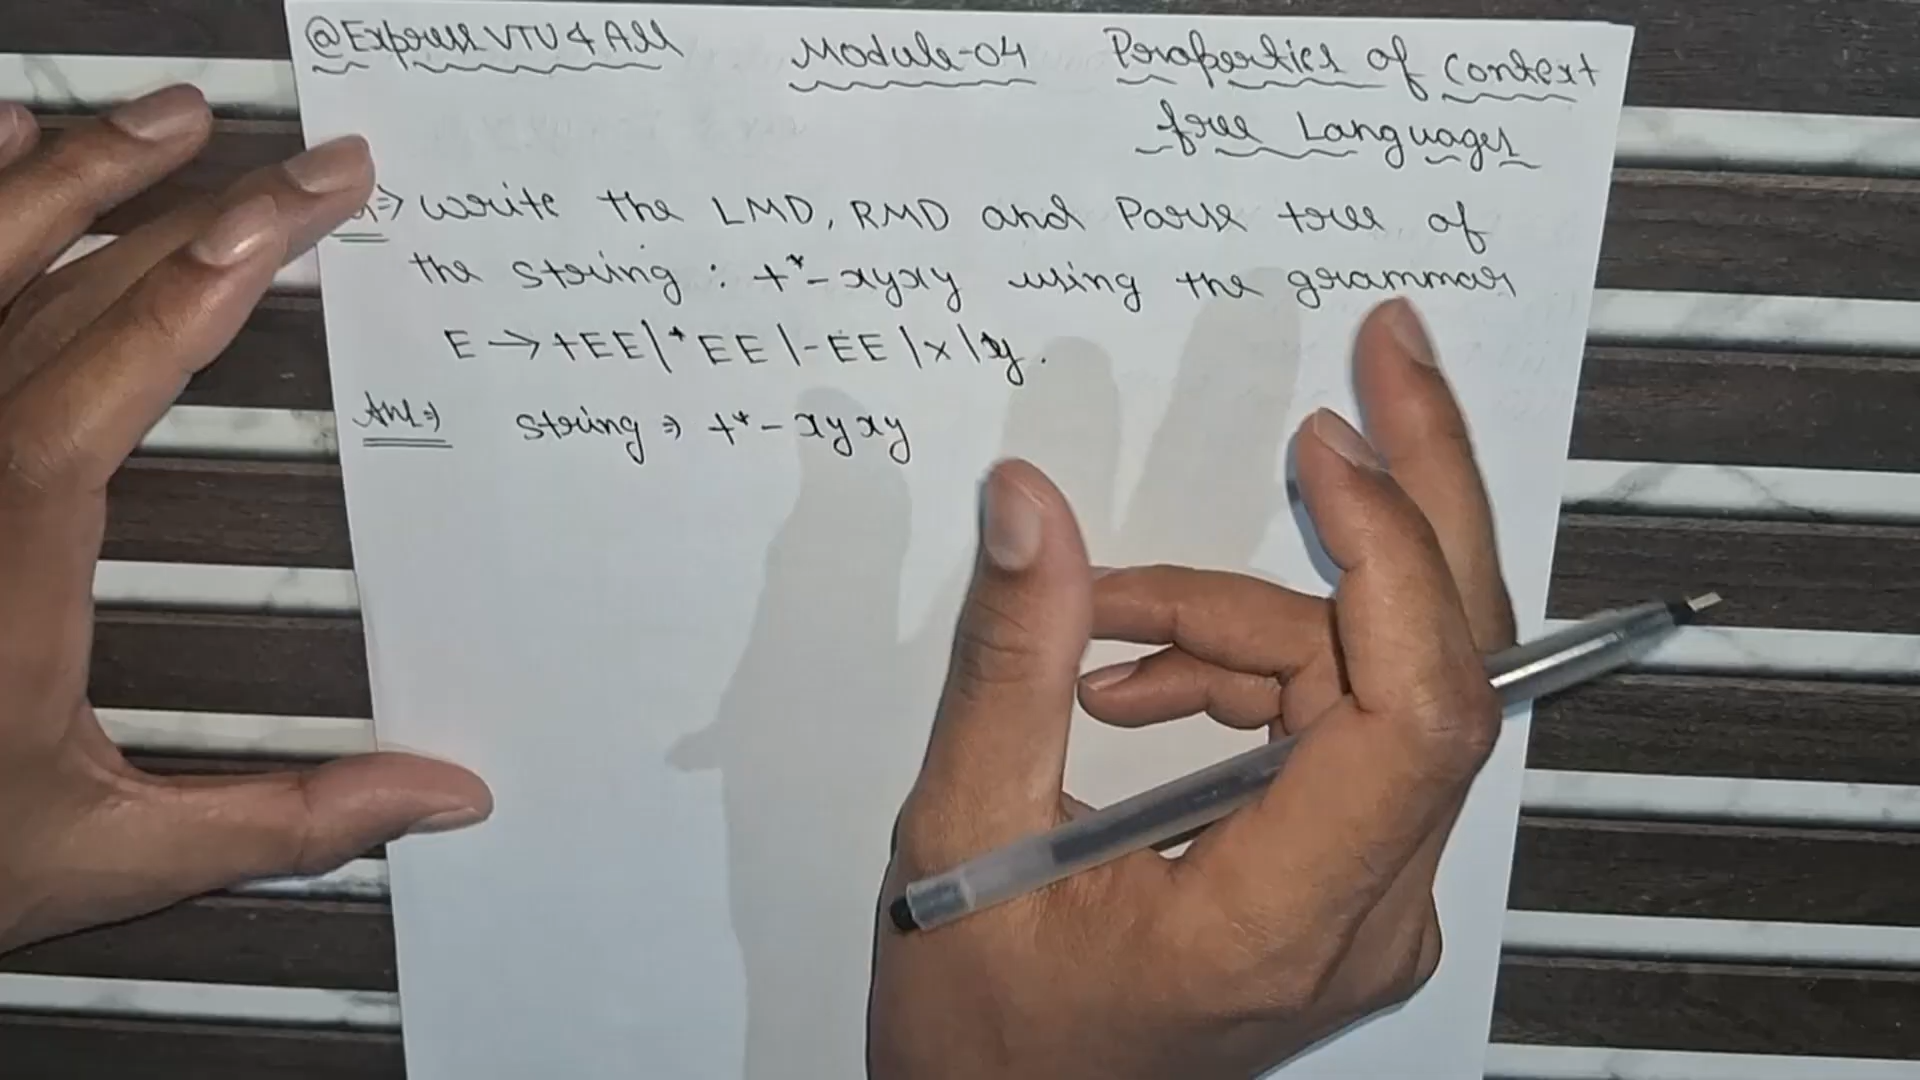 @Express VTU 4 All Module-04 Properties of Context
free Languages
⇒ Write the LMD, RMD and Parse tree of
the string : +*-xyxy using the grammar
E → +EE|*EE|-EE|x|y.
Ans⇒ String ⇒ +*-xyxy